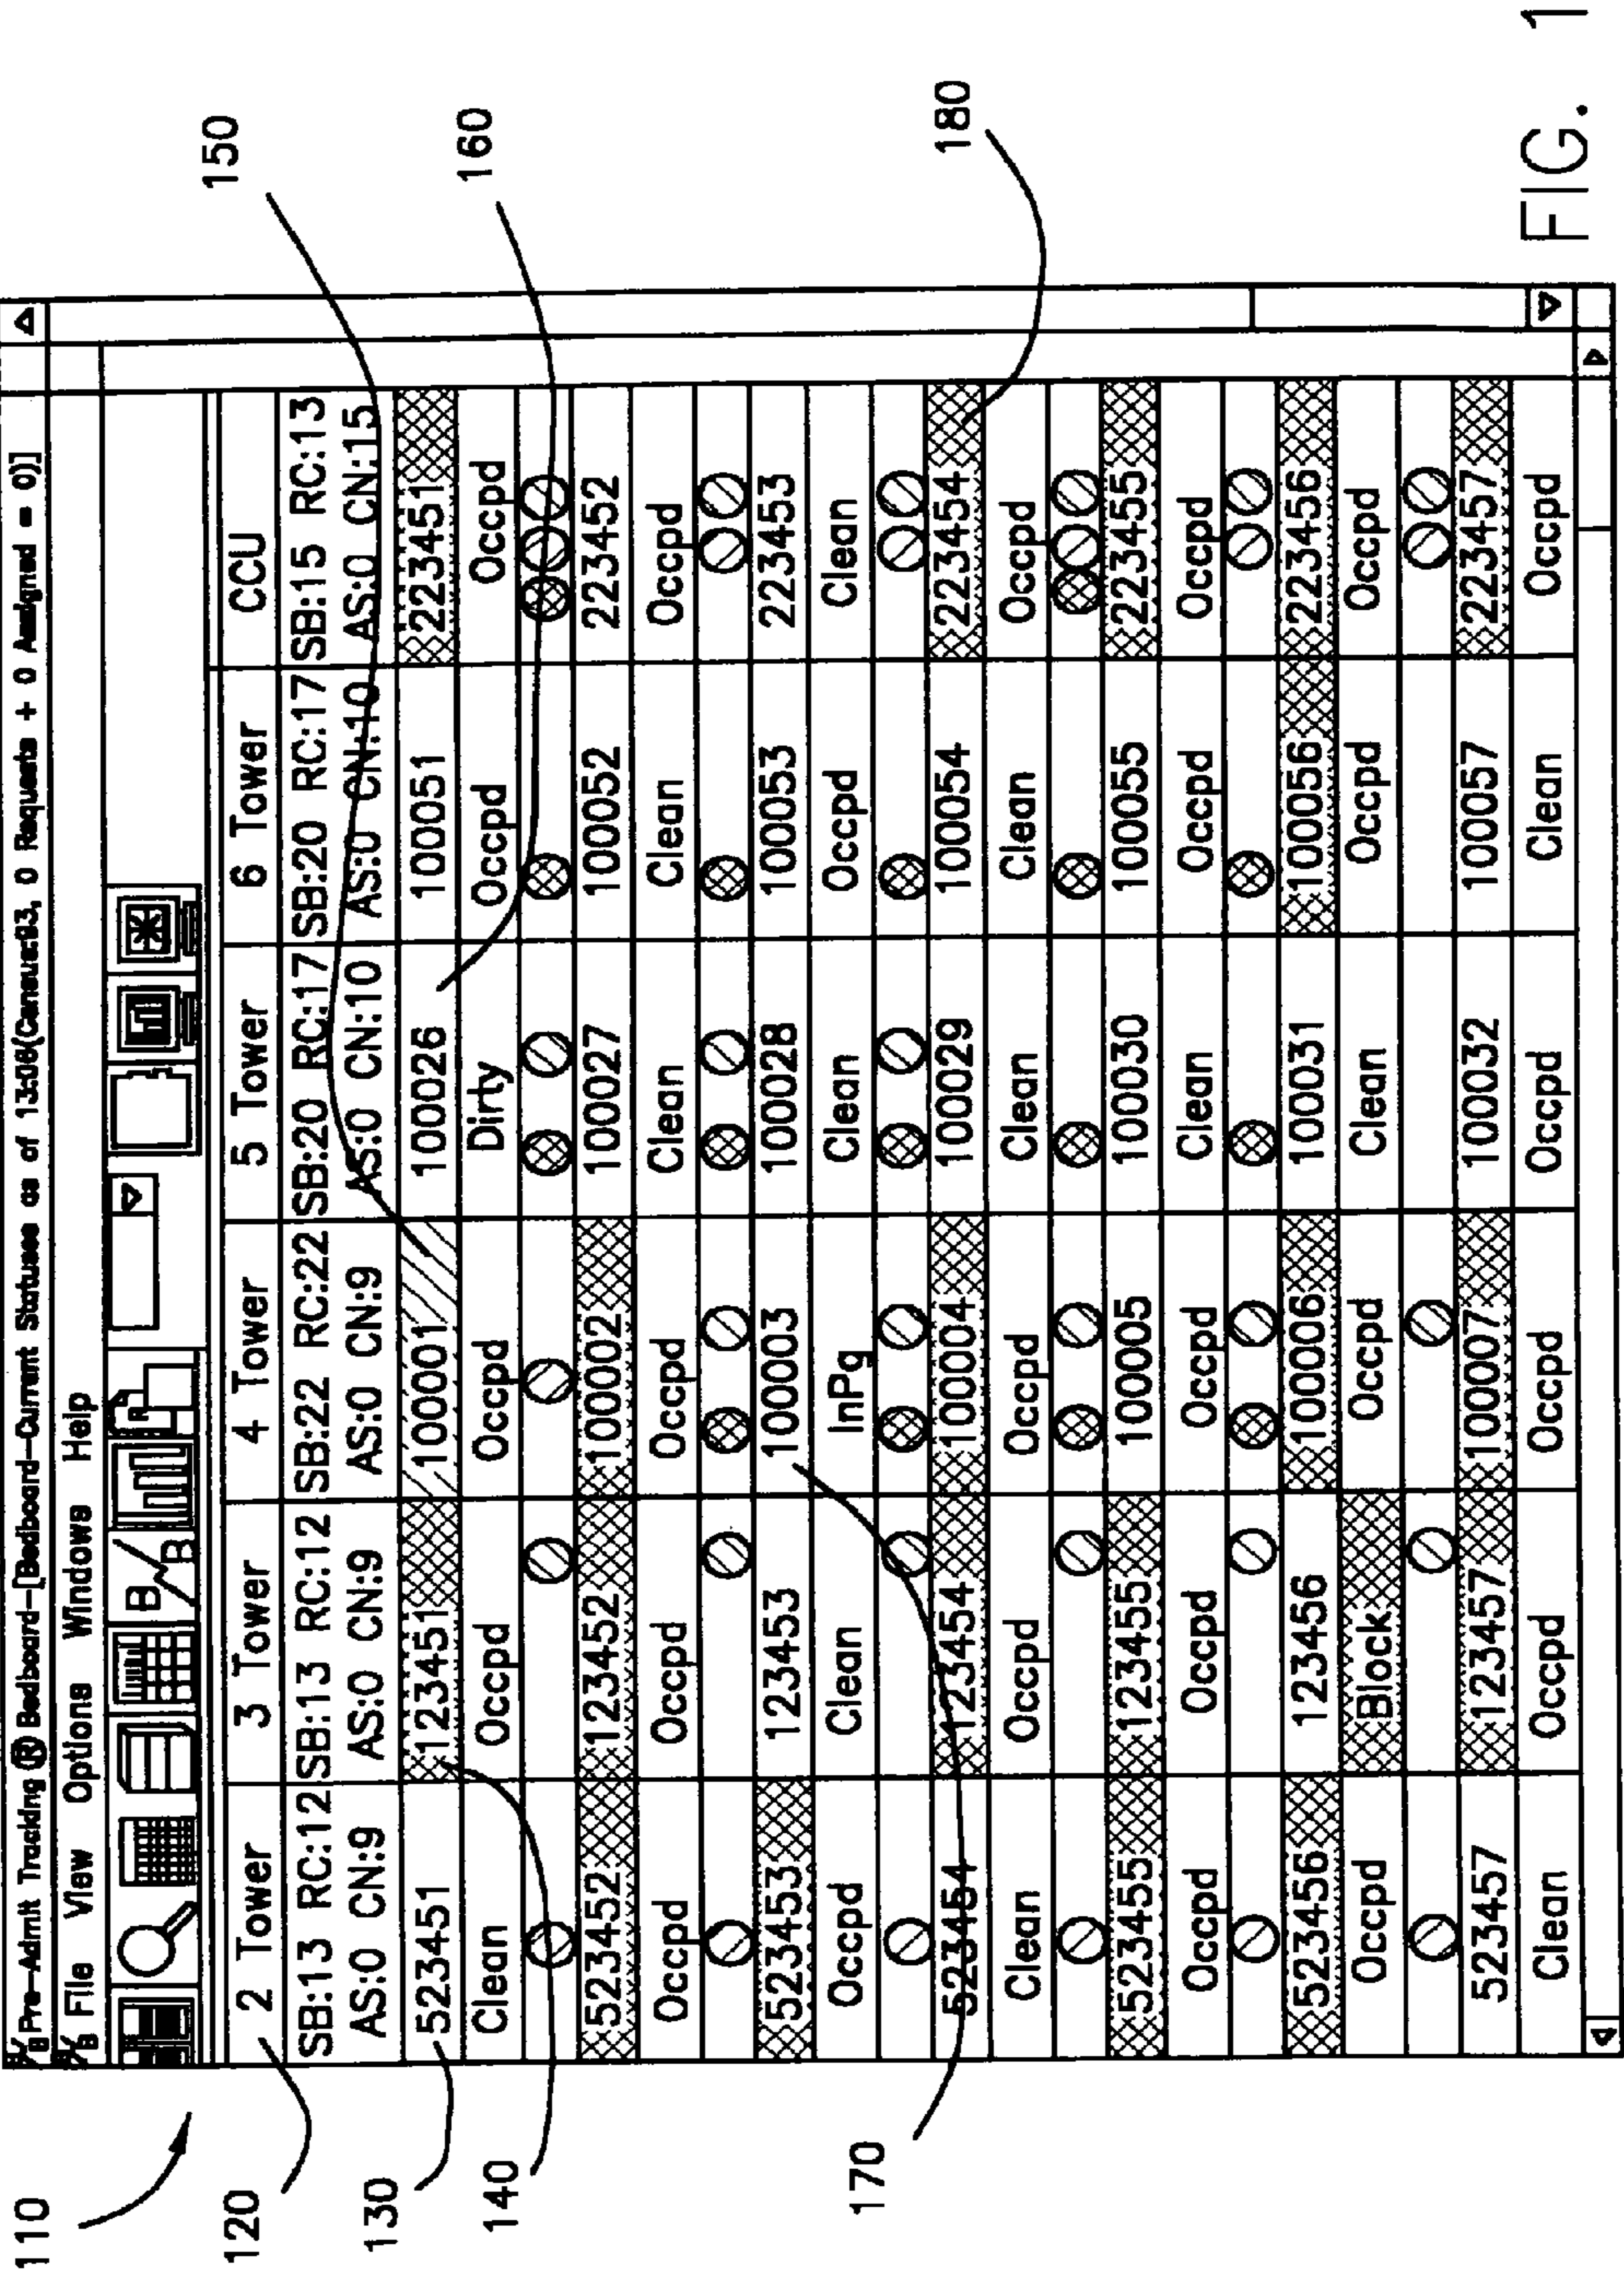 Pre-Admit Tracking ® Bedboard-[Bedboard-Current Statuses as of 13:06(Census:93, 0 Requests + 0 Assigned = 0)]
B File View Options Windows Help
B/B
R
2 Tower 3 Tower 4 Tower 5 Tower 6 Tower CCU
SB:13 RC:12 SB:13 RC:12 SB:22 RC:22 SB:20 RC:17 SB:20 RC:17 SB:15 RC:13
AS:0 CN:9 AS:0 CN:9 AS:0 CN:9 AS:0 CN:10 AS:0 CN:10 AS:0 CN:15
523451 123451 100001 100026 100051 223451
Clean Occpd Occpd Dirty Occpd Occpd
523452 123452 100002 100027 100052 223452
Occpd Occpd Occpd Clean Clean Occpd
523453 123453 100003 100028 100053 223453
Occpd Clean InPg Clean Occpd Clean
523454 123454 100004 100029 100054 223454
Clean Occpd Occpd Clean Clean Occpd
523455 123455 100005 100030 100055 223455
Occpd Occpd Occpd Clean Occpd Occpd
523456 123456 100006 100031 100056 223456
Occpd Block Occpd Clean Occpd Occpd
523457 123457 100007 100032 100057 223457
Clean Occpd Occpd Occpd Clean Occpd
110
120
130
140
150
160
170
180
FIG. 1